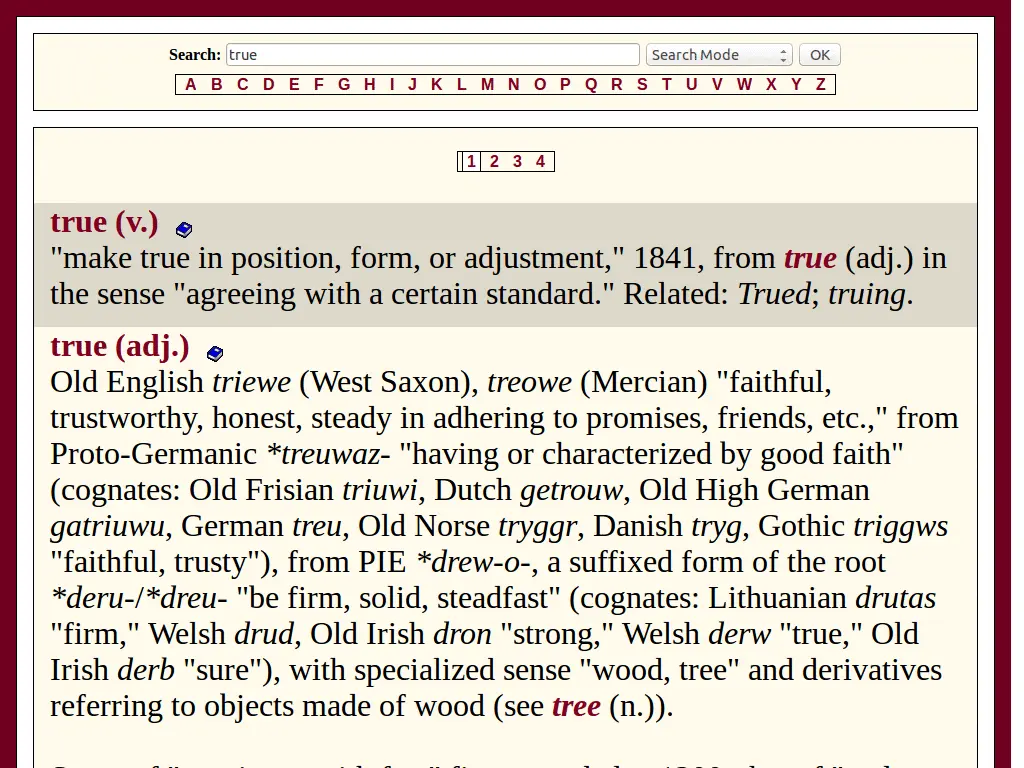 Search: true Search Mode OK
A B C D E F G H I J K L M N O P Q R S T U V W X Y Z
1 2 3 4
true (v.)
"make true in position, form, or adjustment," 1841, from true (adj.) in
the sense "agreeing with a certain standard." Related: Trued; truing.
true (adj.)
Old English triewe (West Saxon), treowe (Mercian) "faithful,
trustworthy, honest, steady in adhering to promises, friends, etc.," from
Proto-Germanic *treuwaz- "having or characterized by good faith"
(cognates: Old Frisian triuwi, Dutch getrouw, Old High German
gatriuwu, German treu, Old Norse tryggr, Danish tryg, Gothic triggws
"faithful, trusty"), from PIE *drew-o-, a suffixed form of the root
*deru-/*dreu- "be firm, solid, steadfast" (cognates: Lithuanian drutas
"firm," Welsh drud, Old Irish dron "strong," Welsh derw "true," Old
Irish derb "sure"), with specialized sense "wood, tree" and derivatives
referring to objects made of wood (see tree (n.)).